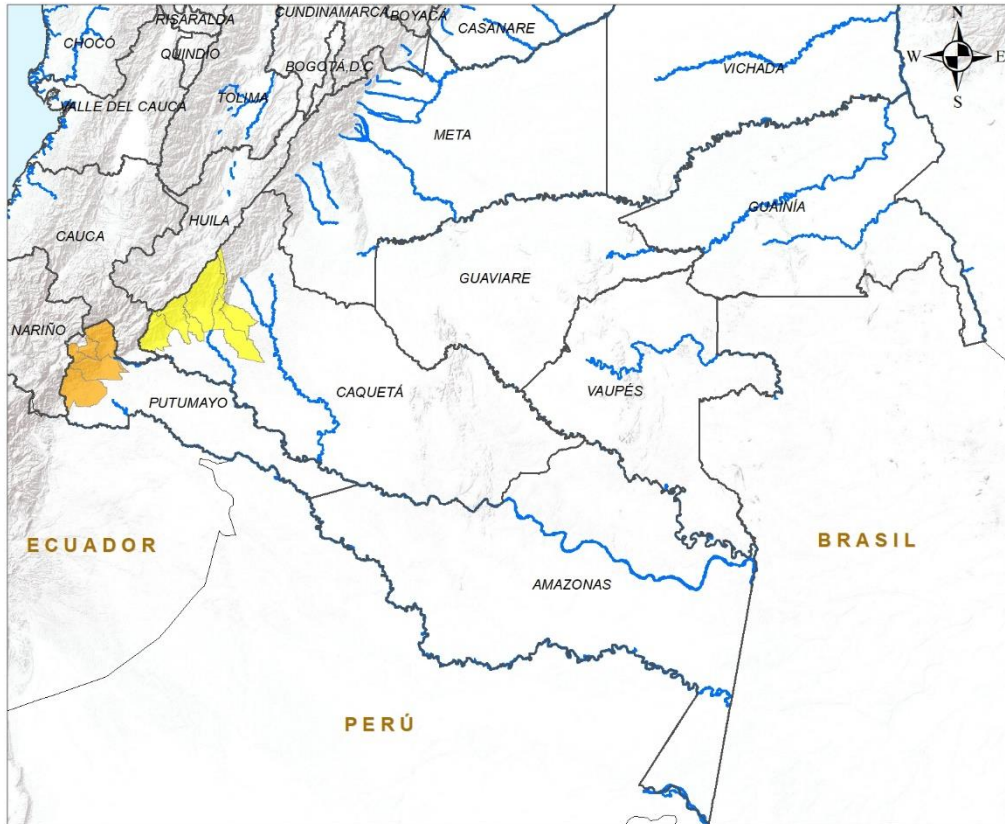 RISARALDA
CUNDINAMARCA
BOYACÁ
CASANARE
CHOCÓ
QUINDÍO
BOGOTÁ,D.C
VICHADA
N
W
E
S
VALLE DEL CAUCA
TOLIMA
META
HUILA
GUAINÍA
CAUCA
GUAVIARE
NARIÑO
CAQUETÁ
VAUPÉS
PUTUMAYO
ECUADOR
BRASIL
AMAZONAS
PERÚ